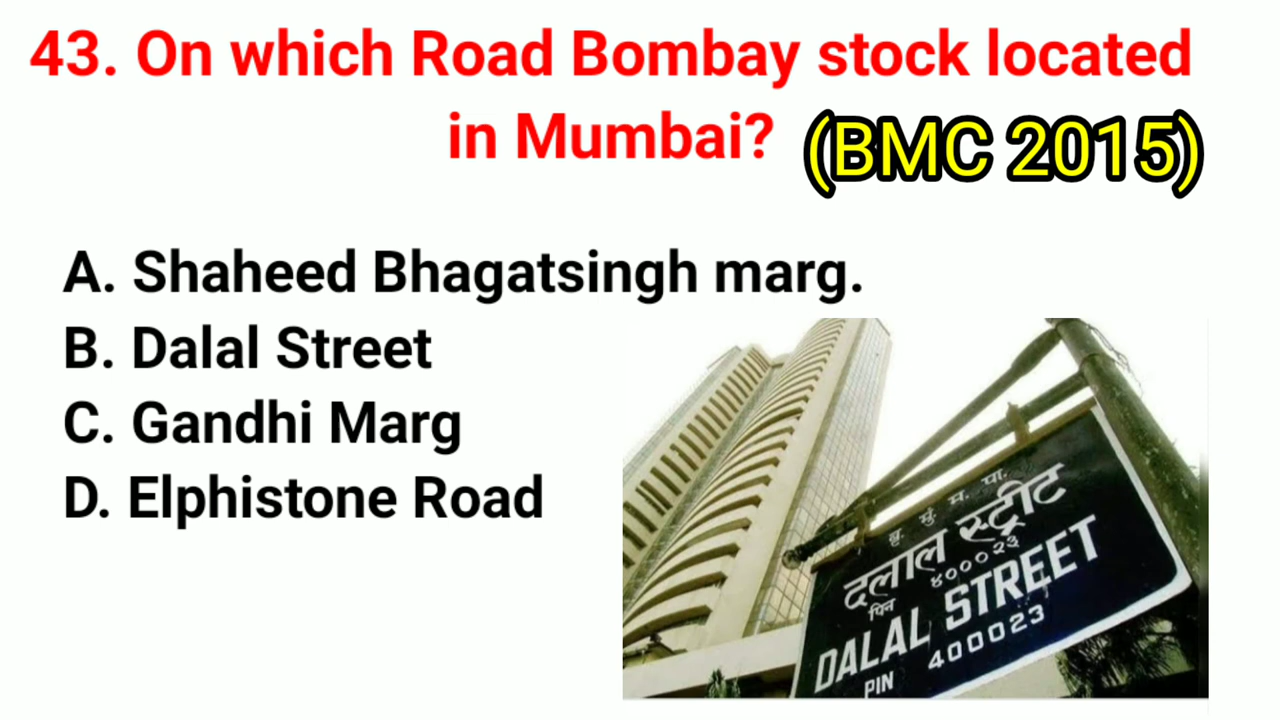 43. On which Road Bombay stock located
in Mumbai? (BMC 2015)
A. Shaheed Bhagatsingh marg.
B. Dalal Street
C. Gandhi Marg
D. Elphistone Road
बृ. मुं. म. पा.
दलाल स्ट्रीट
पिन ४०००२३
DALAL STREET
PIN 400023